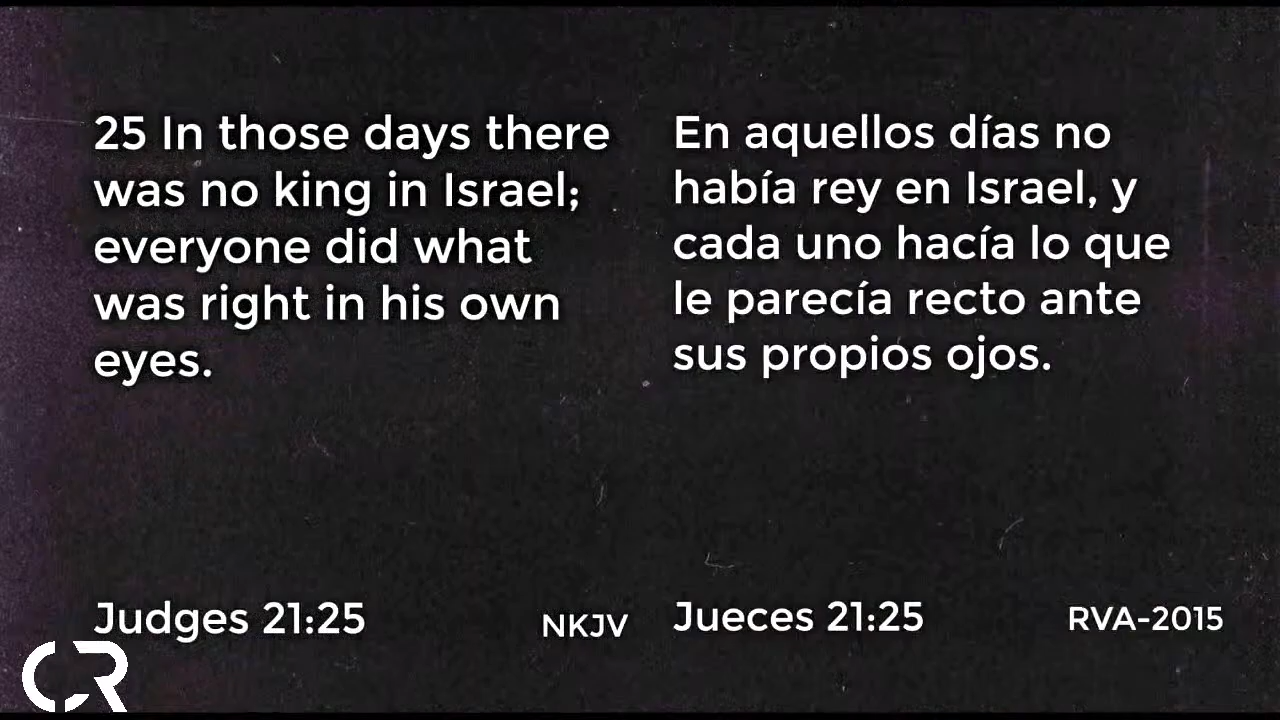 25 In those days there
was no king in Israel;
everyone did what
was right in his own
eyes.
Judges 21:25
NKJV
En aquellos días no
había rey en Israel, y
cada uno hacía lo que
le parecía recto ante
sus propios ojos.
Jueces 21:25
RVA-2015
CR